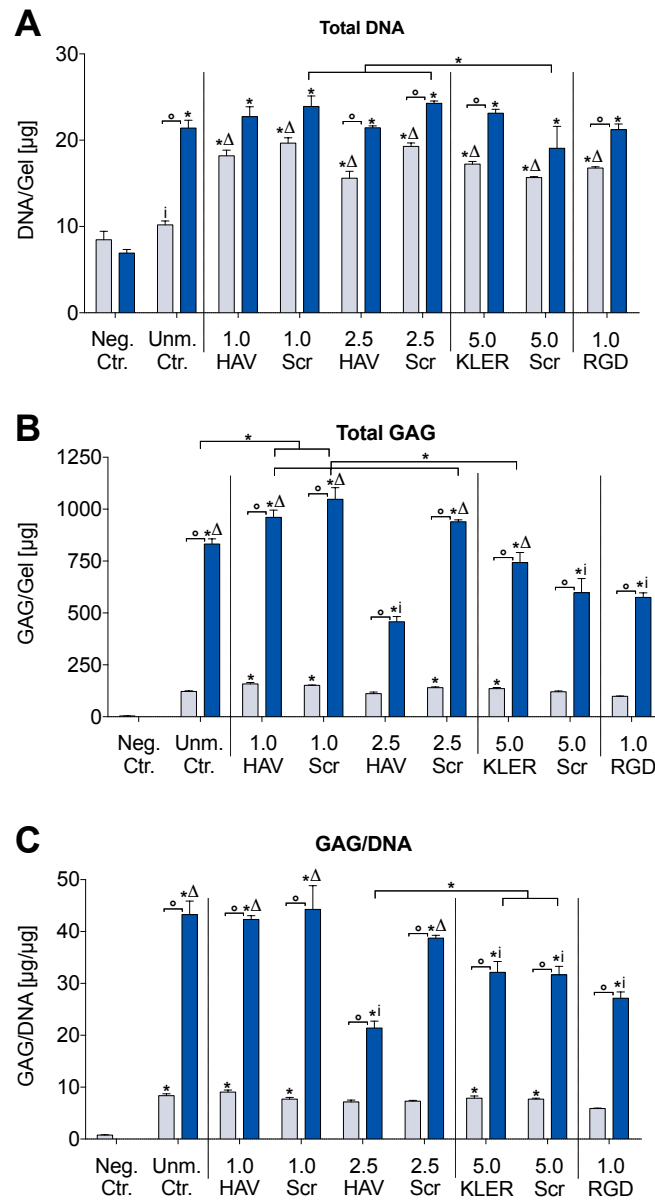 A
Total DNA
DNA/Gel [µg]
30
20
10
0
*
° * i *Δ * *Δ * *Δ ° * *Δ ° * *Δ ° * *Δ * *Δ ° *
Neg. Unm. 1.0 1.0 2.5 2.5 5.0 5.0 1.0
Ctr. Ctr. HAV Scr HAV Scr KLER Scr RGD
B
Total GAG
GAG/Gel [µg]
1250
1000
750
500
250
0
* *
° *Δ * ° *Δ * ° *Δ ° *i * ° *Δ * ° *Δ ° *i ° *i
Neg. Unm. 1.0 1.0 2.5 2.5 5.0 5.0 1.0
Ctr. Ctr. HAV Scr HAV Scr KLER Scr RGD
C
GAG/DNA
GAG/DNA [µg/µg]
50
40
30
20
10
0
*
* ° *Δ * ° *Δ * ° *Δ ° *i ° *Δ * ° *i * ° *i ° *i
Neg. Unm. 1.0 1.0 2.5 2.5 5.0 5.0 1.0
Ctr. Ctr. HAV Scr HAV Scr KLER Scr RGD